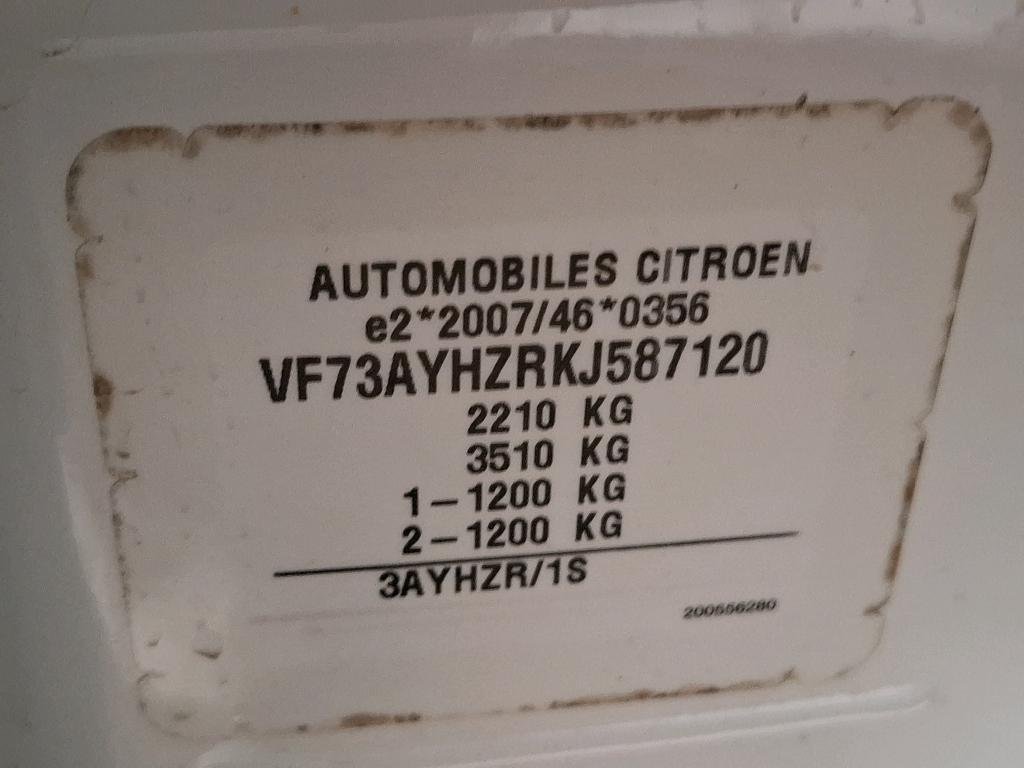 AUTOMOBILES CITROEN
e2*2007/46*0356
VF73AYHZRKJ587120
2210 KG
3510 KG
1-1200 KG
2-1200 KG
3AYHZR/1S
200556280